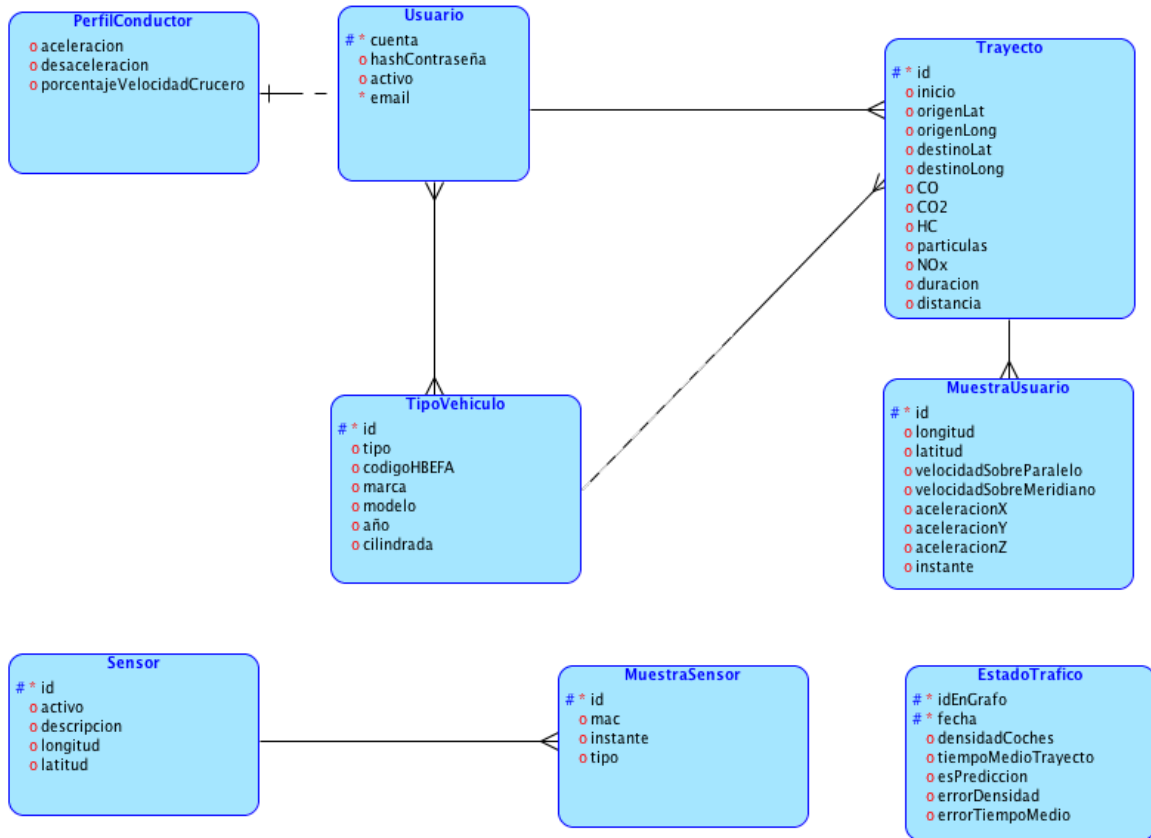 PerfilConductor
o aceleracion
o desaceleracion
o porcentajeVelocidadCrucero
Usuario
# * cuenta
o hashContraseña
o activo
* email
Trayecto
# * id
o inicio
o origenLat
o origenLong
o destinoLat
o destinoLong
o CO
o CO2
o HC
o particulas
o NOx
o duracion
o distancia
TipoVehiculo
# * id
o tipo
o codigoHBEFA
o marca
o modelo
o año
o cilindrada
MuestraUsuario
# * id
o longitud
o latitud
o velocidadSobreParalelo
o velocidadSobreMeridiano
o aceleracionX
o aceleracionY
o aceleracionZ
o instante
Sensor
# * id
o activo
o descripcion
o longitud
o latitud
MuestraSensor
# * id
o mac
o instante
o tipo
EstadoTrafico
# * idEnGrafo
# * fecha
o densidadCoches
o tiempoMedioTrayecto
o esPrediccion
o errorDensidad
o errorTiempoMedio